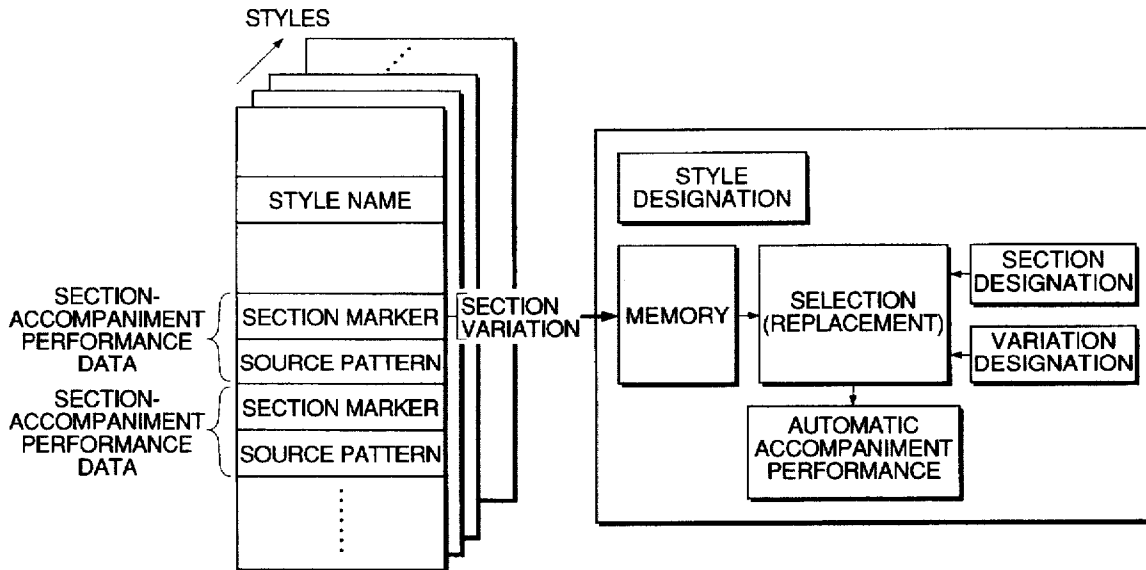 STYLES
STYLE NAME
SECTION-
ACCOMPANIMENT
PERFORMANCE
DATA
SECTION MARKER
SOURCE PATTERN
SECTION-
ACCOMPANIMENT
PERFORMANCE
DATA
SECTION MARKER
SOURCE PATTERN
SECTION
VARIATION
STYLE
DESIGNATION
MEMORY
SELECTION
(REPLACEMENT)
SECTION
DESIGNATION
VARIATION
DESIGNATION
AUTOMATIC
ACCOMPANIMENT
PERFORMANCE